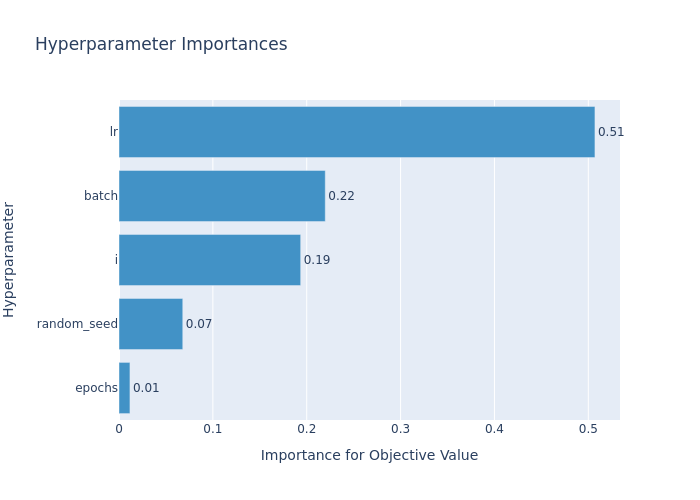 Hyperparameter Importances
Hyperparameter
lr
0.51
batch
0.22
i
0.19
random_seed
0.07
epochs
0.01
0 0.1 0.2 0.3 0.4 0.5
Importance for Objective Value